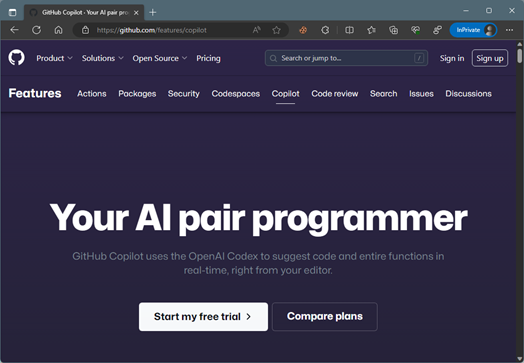 GitHub Copilot · Your AI pair pro
https://github.com/features/copilot
InPrivate
Product Solutions Open Source Pricing Search or jump to... / Sign in Sign up
Features Actions Packages Security Codespaces Copilot Code review Search Issues Discussions
Your AI pair programmer
GitHub Copilot uses the OpenAI Codex to suggest code and entire functions in
real-time, right from your editor.
Start my free trial
Compare plans